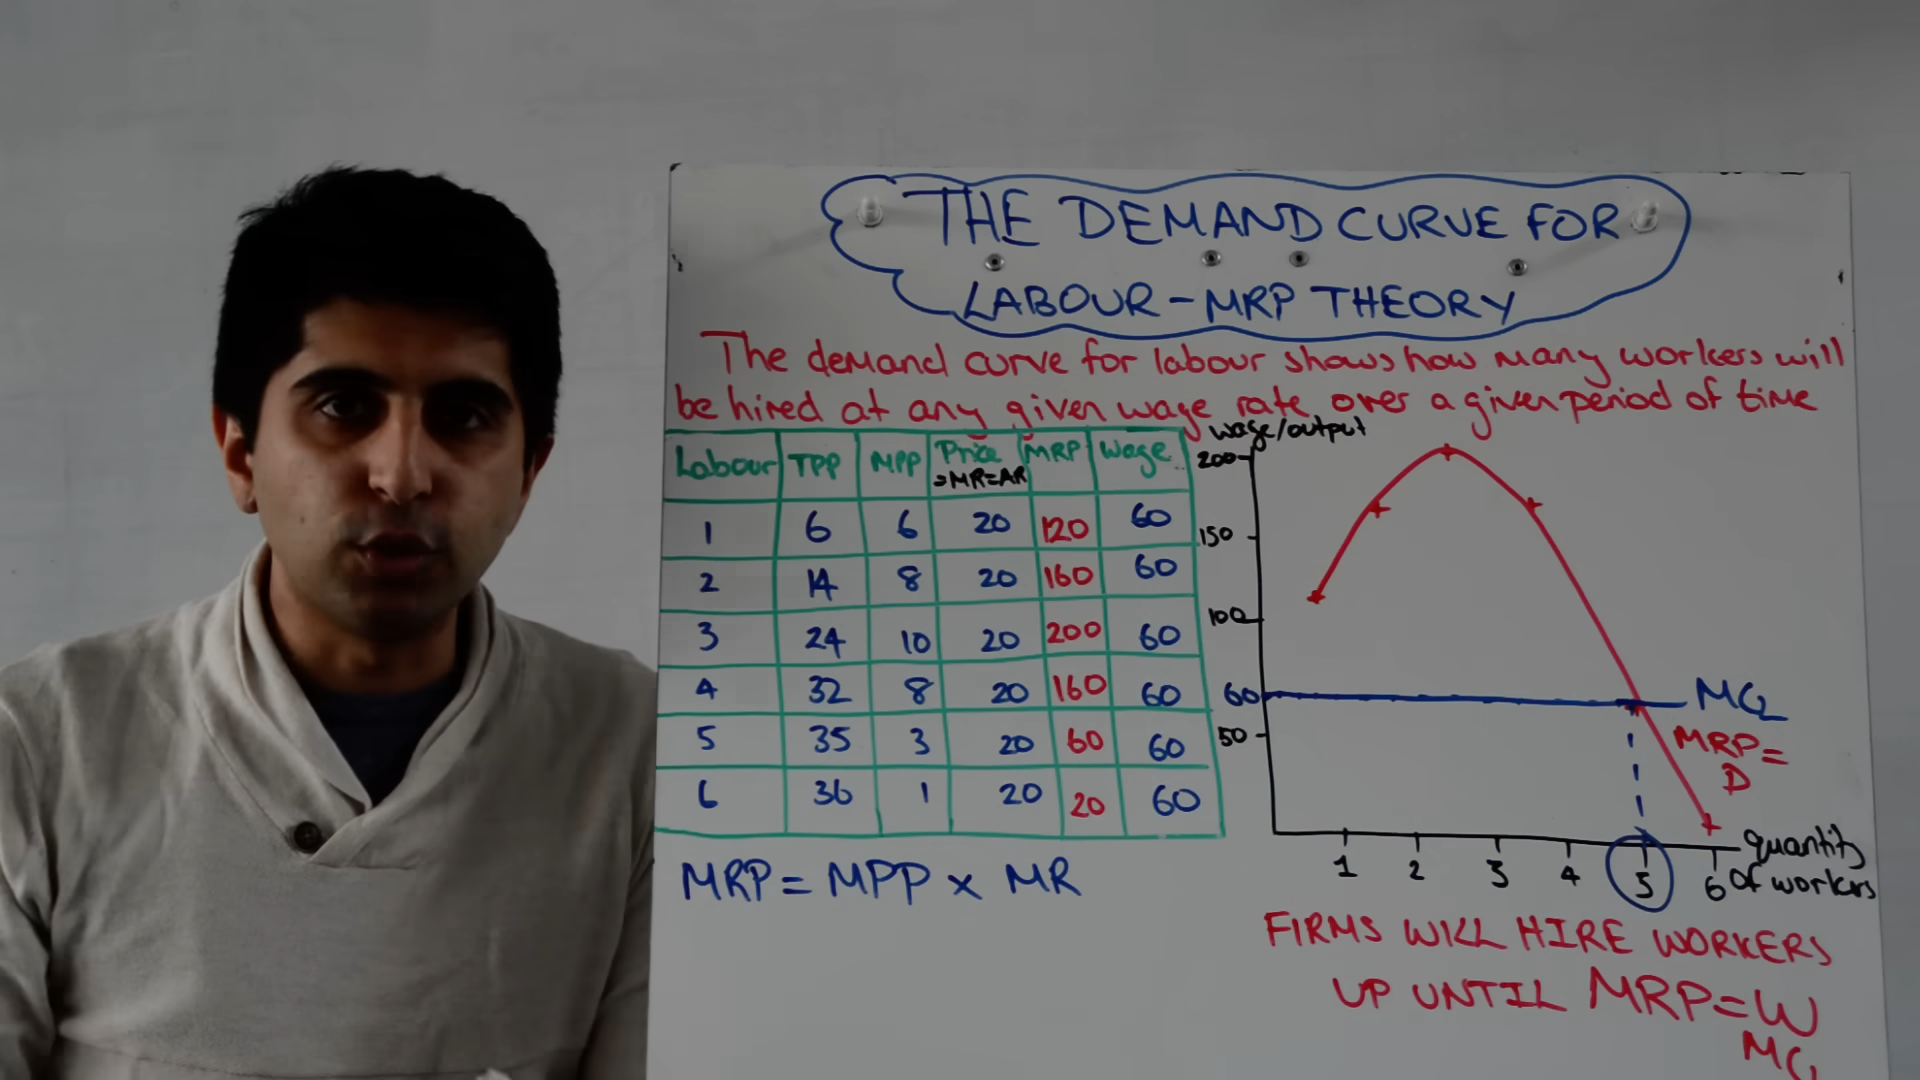 THE DEMAND CURVE FOR
LABOUR-MRP THEORY
The demand curve for labour shows how many workers will
be hired at any given wage rate over a given period of time
Labour TPP MPP Price MRP Wage
=MR=AR
1 6 6 20 120 60
2 14 8 20 160 60
3 24 10 20 200 60
4 32 8 20 160 60
5 35 3 20 60 60
6 36 1 20 20 60
MRP = MPP x MR
wage/output
200
150
100
60
50
MCL
MRP =
D
1 2 3 4 5 6
quantity
of workers
FIRMS WILL HIRE WORKERS
UP UNTIL MRP=W
MCL